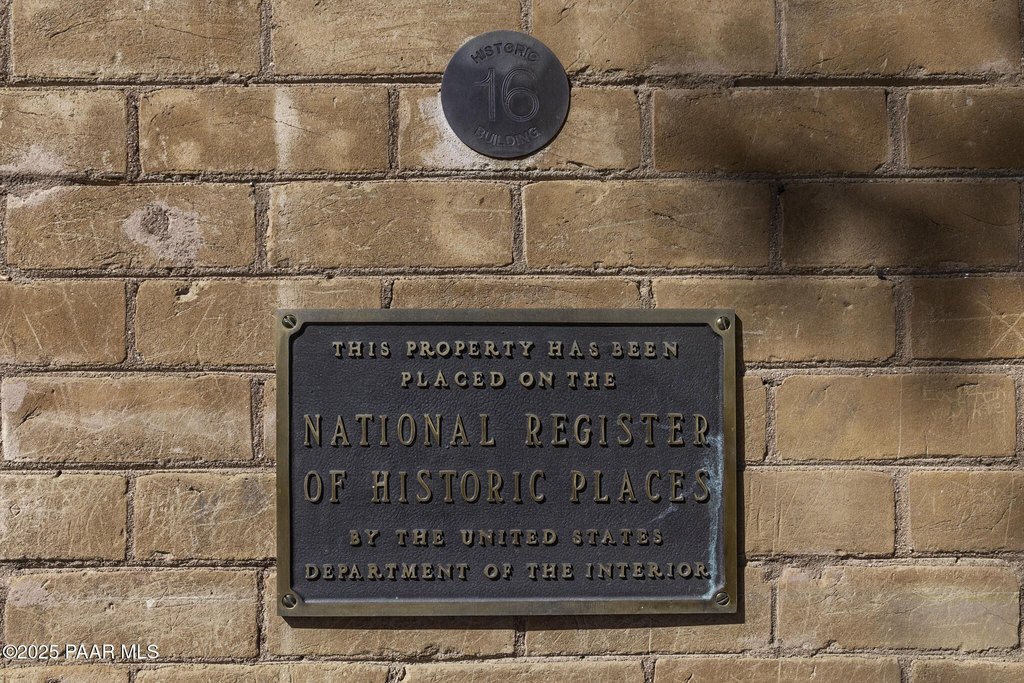 HISTORIC
16
BUILDING
THIS PROPERTY HAS BEEN
PLACED ON THE
NATIONAL REGISTER
OF HISTORIC PLACES
BY THE UNITED STATES
DEPARTMENT OF THE INTERIOR
©2025 PAAR MLS